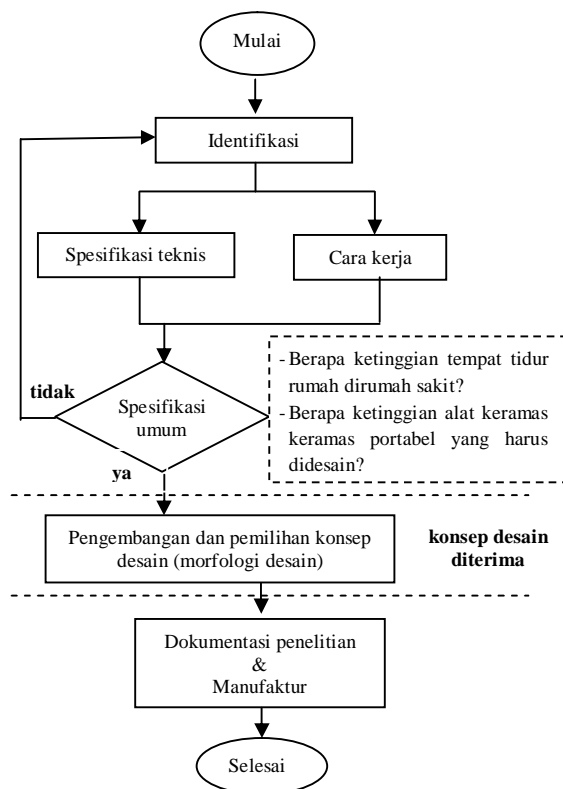 Mulai
Identifikasi
Spesifikasi teknis
Cara kerja
- Berapa ketinggian tempat tidur
rumah dirumah sakit?
- Berapa ketinggian alat keramas
keramas portabel yang harus
didesain?
tidak
Spesifikasi
umum
ya
Pengembangan dan pemilihan konsep
desain (morfologi desain)
konsep desain
diterima
Dokumentasi penelitian
&
Manufaktur
Selesai